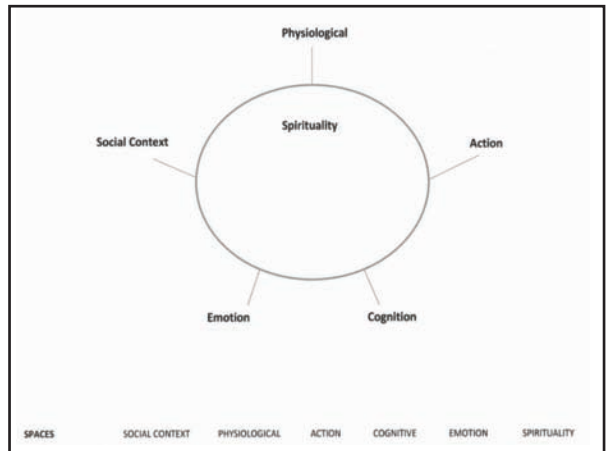 Physiological
Spirituality
Social Context
Action
Emotion
Cognition
SPACES SOCIAL CONTEXT PHYSIOLOGICAL ACTION COGNITIVE EMOTION SPIRITUALITY